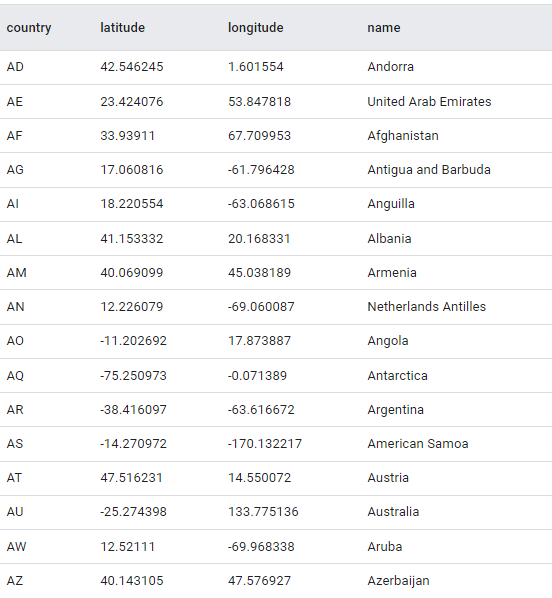 country latitude longitude name
AD 42.546245 1.601554 Andorra
AE 23.424076 53.847818 United Arab Emirates
AF 33.93911 67.709953 Afghanistan
AG 17.060816 -61.796428 Antigua and Barbuda
AI 18.220554 -63.068615 Anguilla
AL 41.153332 20.168331 Albania
AM 40.069099 45.038189 Armenia
AN 12.226079 -69.060087 Netherlands Antilles
AO -11.202692 17.873887 Angola
AQ -75.250973 -0.071389 Antarctica
AR -38.416097 -63.616672 Argentina
AS -14.270972 -170.132217 American Samoa
AT 47.516231 14.550072 Austria
AU -25.274398 133.775136 Australia
AW 12.52111 -69.968338 Aruba
AZ 40.143105 47.576927 Azerbaijan